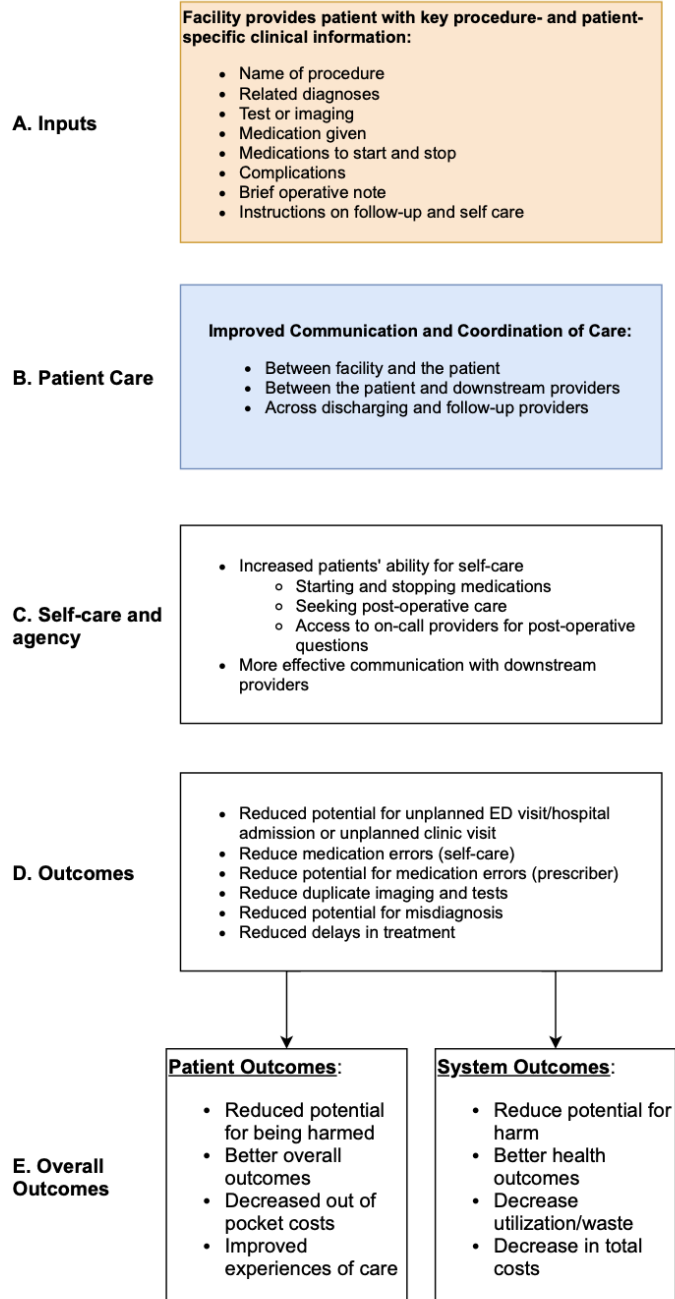 Facility provides patient with key procedure- and patient-
specific clinical information:
A. Inputs
• Name of procedure
• Related diagnoses
• Test or imaging
• Medication given
• Medications to start and stop
• Complications
• Brief operative note
• Instructions on follow-up and self care
B. Patient Care
Improved Communication and Coordination of Care:
• Between facility and the patient
• Between the patient and downstream providers
• Across discharging and follow-up providers
C. Self-care and
agency
• Increased patients' ability for self-care
○ Starting and stopping medications
○ Seeking post-operative care
○ Access to on-call providers for post-operative
questions
• More effective communication with downstream
providers
D. Outcomes
• Reduced potential for unplanned ED visit/hospital
admission or unplanned clinic visit
• Reduce medication errors (self-care)
• Reduce potential for medication errors (prescriber)
• Reduce duplicate imaging and tests
• Reduced potential for misdiagnosis
• Reduced delays in treatment
E. Overall
Outcomes
Patient Outcomes:
• Reduced potential
for being harmed
• Better overall
outcomes
• Decreased out of
pocket costs
• Improved
experiences of care
System Outcomes:
• Reduce potential for
harm
• Better health
outcomes
• Decrease
utilization/waste
• Decrease in total
costs